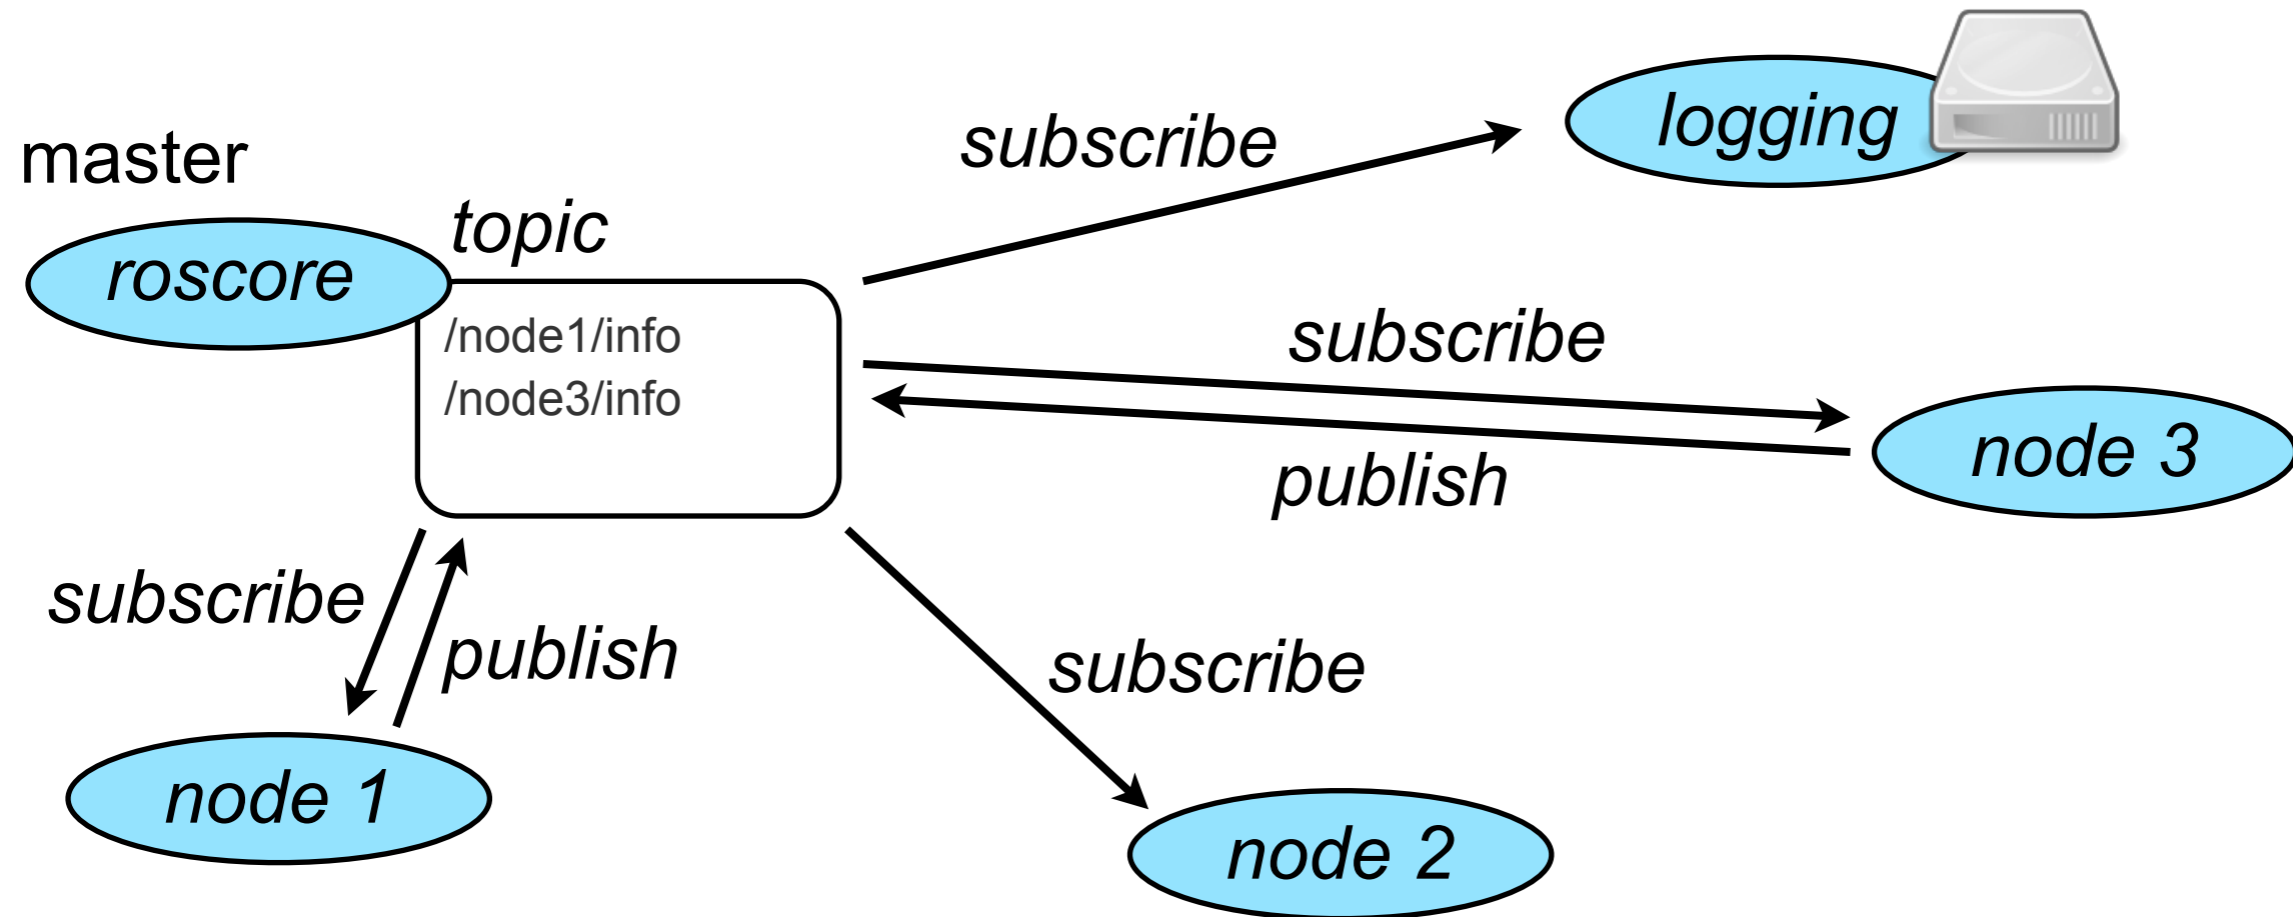 master
roscore
topic
/node1/info
/node3/info
subscribe
logging
subscribe
publish
node 3
subscribe
publish
node 1
subscribe
node 2